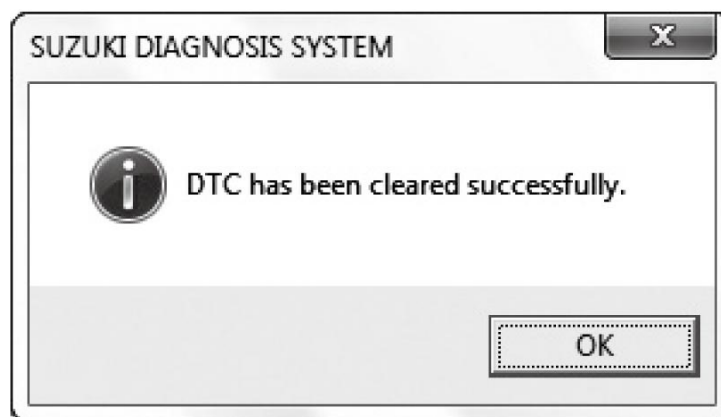 SUZUKI DIAGNOSIS SYSTEM
DTC has been cleared successfully.
OK